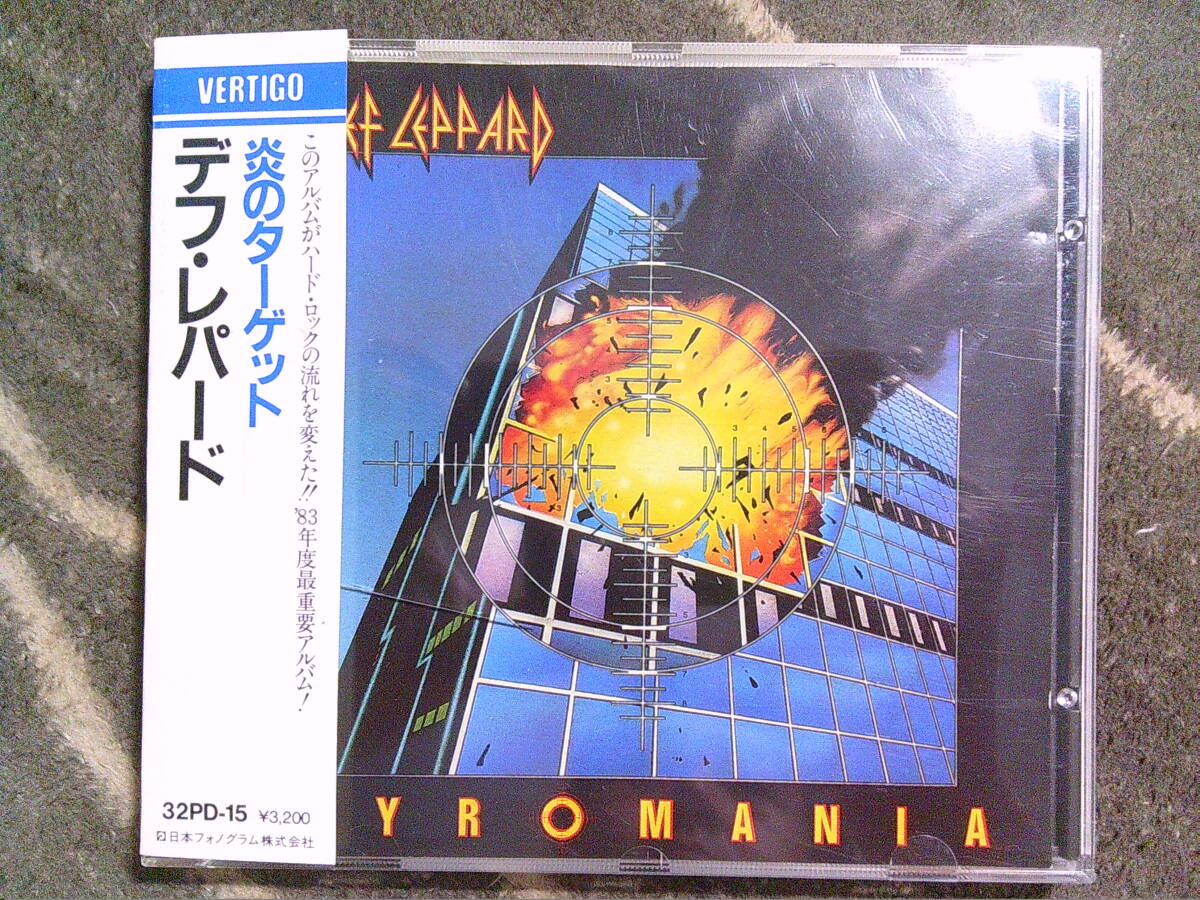 VERTIGO
炎のターゲット
デフ・レパード
このアルバムがハード・ロックの流れを変えた!! '83年度最重要アルバム!
32PD-15 ¥3,200
日本フォノグラム株式会社
EF LEPPARD
YROMANIA